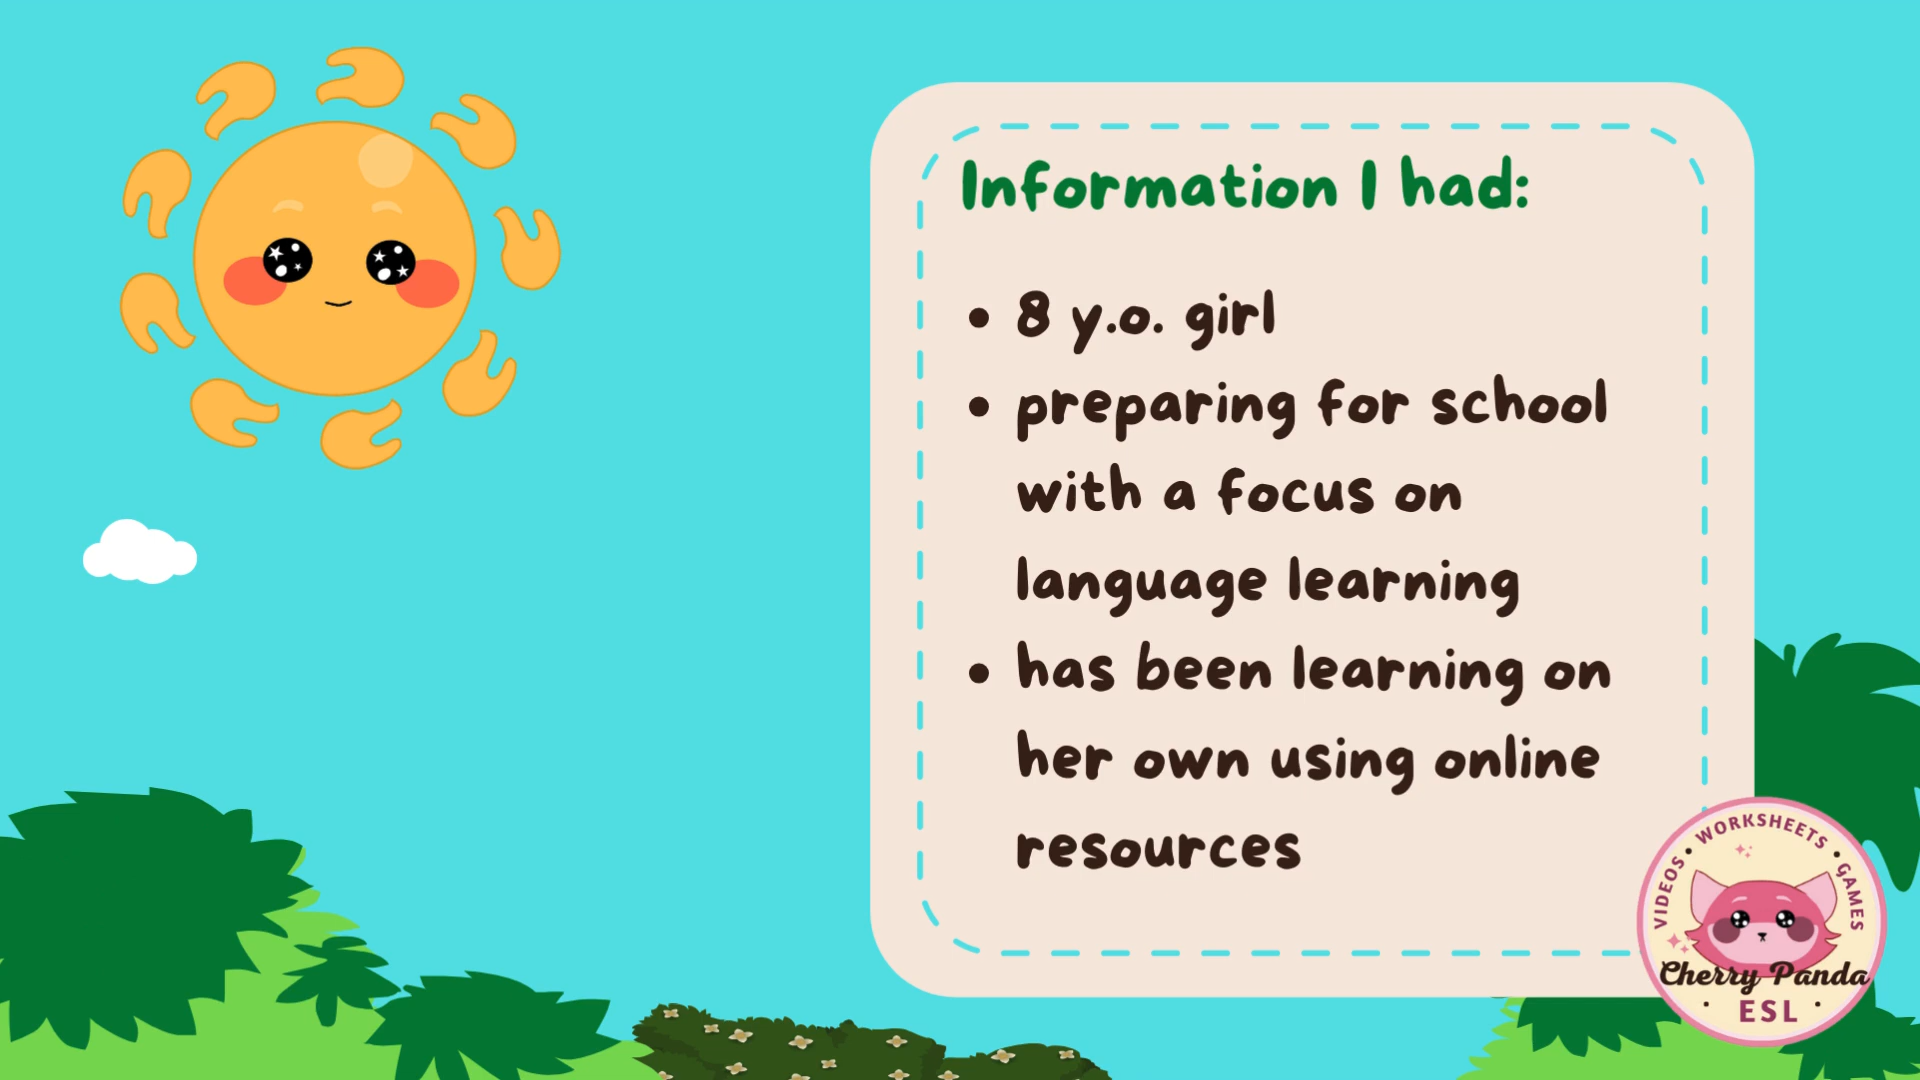 Information I had:
• 8 y.o. girl
• preparing for school
with a focus on
language learning
• has been learning on
her own using online
resources
VIDEOS • WORKSHEETS • GAMES
Cherry Panda
• ESL •